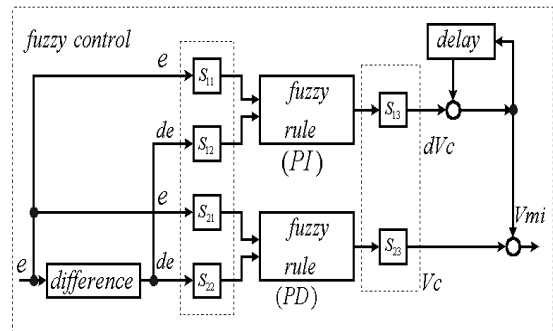 fuzzy control
delay
e
S11
fuzzy
rule
(PI)
S13
dVc
de
S12
e
S21
fuzzy
rule
(PD)
S23
Vc
Vmi
e
difference
de
S22